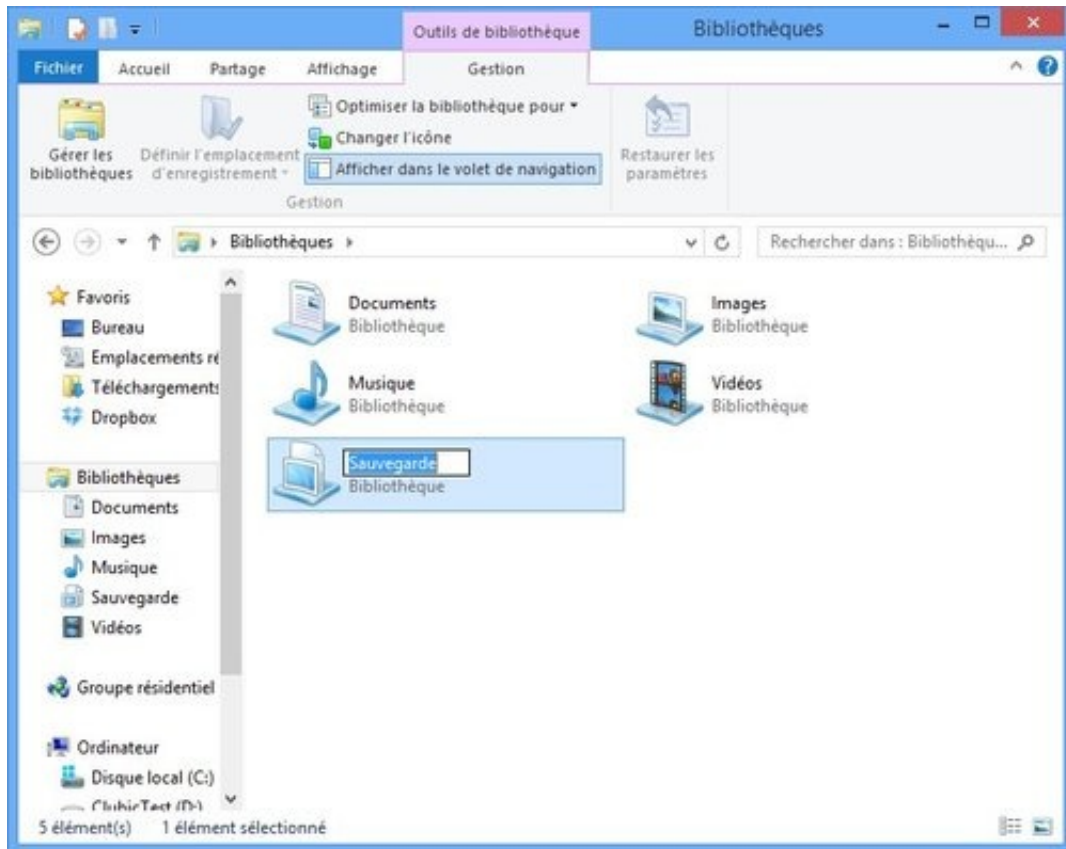 Outils de bibliothèque
Bibliothèques
Fichier Accueil Partage Affichage Gestion
Gérer les bibliothèques
Définir l'emplacement d'enregistrement
Optimiser la bibliothèque pour
Changer l'icône
Afficher dans le volet de navigation
Restaurer les paramètres
Gestion
Bibliothèques
Rechercher dans : Bibliothèqu...
Favoris
Bureau
Emplacements ré
Téléchargements
Dropbox
Bibliothèques
Documents
Images
Musique
Sauvegarde
Vidéos
Groupe résidentiel
Ordinateur
Disque local (C:)
ClubicTest (D:)
Documents
Bibliothèque
Images
Bibliothèque
Musique
Bibliothèque
Vidéos
Bibliothèque
Sauvegarde
Bibliothèque
5 élément(s) 1 élément sélectionné